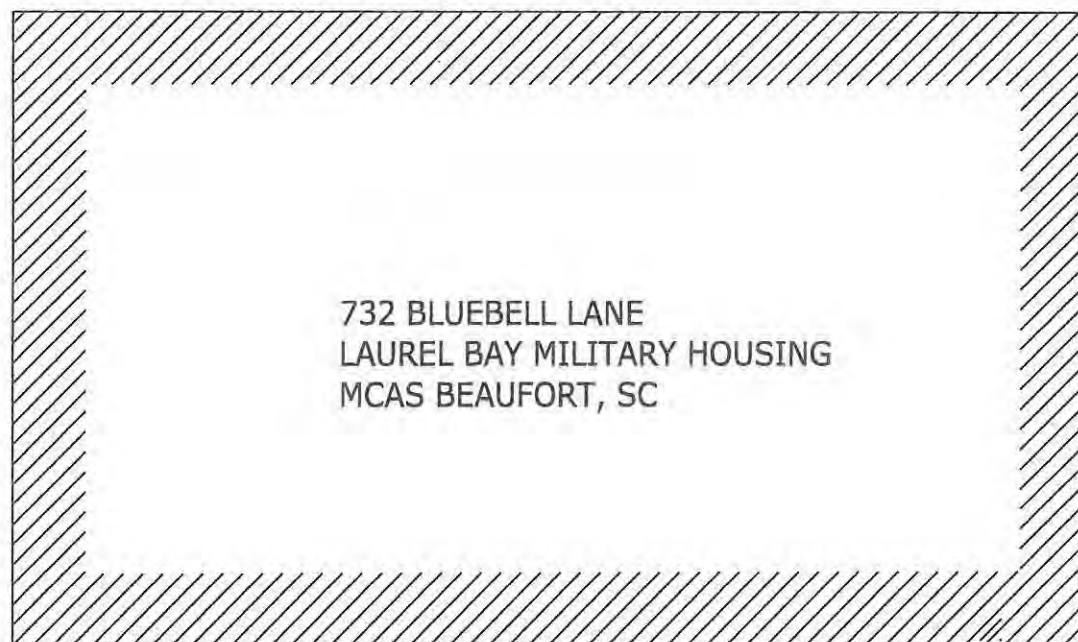 732 BLUEBELL LANE
LAUREL BAY MILITARY HOUSING
MCAS BEAUFORT, SC